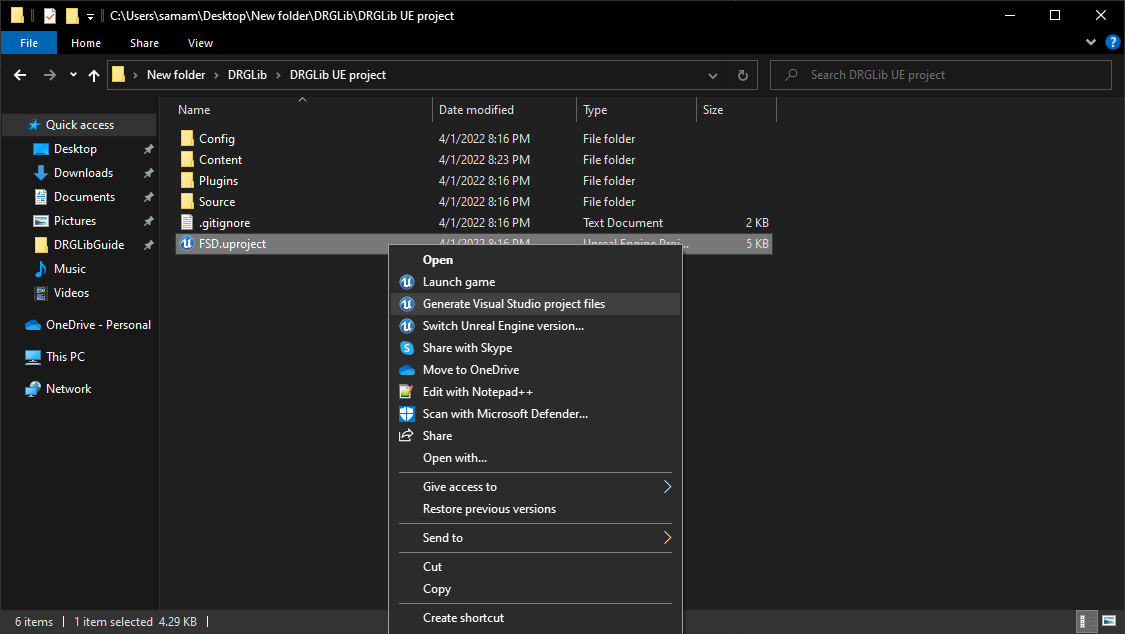 C:\Users\samam\Desktop\New folder\DRGLib\DRGLib UE project
File Home Share View
New folder > DRGLib > DRGLib UE project
Search DRGLib UE project
Name Date modified Type Size
Quick access
Desktop
Downloads
Documents
Pictures
DRGLibGuide
Music
Videos
OneDrive - Personal
This PC
Network
Config 4/1/2022 8:16 PM File folder
Content 4/1/2022 8:23 PM File folder
Plugins 4/1/2022 8:16 PM File folder
Source 4/1/2022 8:16 PM File folder
.gitignore 4/1/2022 8:16 PM Text Document 2 KB
FSD.uproject 4/1/2022 8:16 PM Unreal Engine Proj... 5 KB
Open
Launch game
Generate Visual Studio project files
Switch Unreal Engine version...
Share with Skype
Move to OneDrive
Edit with Notepad++
Scan with Microsoft Defender...
Share
Open with...
Give access to
Restore previous versions
Send to
Cut
Copy
Create shortcut
6 items 1 item selected 4.29 KB